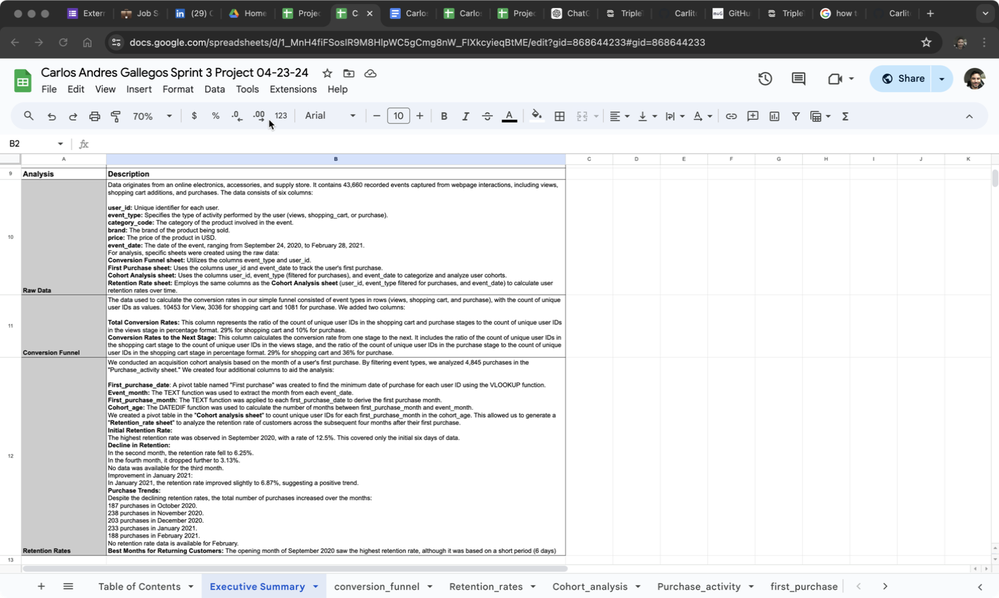 Exterr
Job S
(29) (
Home
Projec
C
Carlo:
Carlo:
Projec
ChatG
Triple
Carlit
GitHu
Triple
how t
Carlit
docs.google.com/spreadsheets/d/1_MnH4fiFSosIR9M8HlpWC5gCmg8nW_FlXkcyieqBtME/edit?gid=868644233#gid=868644233
Carlos Andres Gallegos Sprint 3 Project 04-23-24
File Edit View Insert Format Data Tools Extensions Help
Share
70% $ % .0 .00 123 Arial 10 B I A
B2
A B C D E F G H I J K
9 Analysis Description
Data originates from an online electronics, accessories, and supply store. It contains 43,660 recorded events captured from webpage interactions, including views,
shopping cart additions, and purchases. The data consists of six columns:
user_id: Unique identifier for each user.
event_type: Specifies the type of activity performed by the user (views, shopping_cart, or purchase).
category_code: The category of the product involved in the event.
brand: The brand of the product being sold.
10
price: The price of the product in USD.
event_date: The date of the event, ranging from September 24, 2020, to February 28, 2021.
For analysis, specific sheets were created using the raw data:
Conversion Funnel sheet: Utilizes the columns event_type and user_id.
First Purchase sheet: Uses the columns user_id and event_date to track the user's first purchase.
Cohort Analysis sheet: Uses the columns user_id, event_type (filtered for purchases), and event_date to categorize and analyze user cohorts.
Retention Rate sheet: Employs the same columns as the Cohort Analysis sheet (user_id, event_type filtered for purchases, and event_date) to calculate user
Raw Data retention rates over time.
The data used to calculate the conversion rates in our simple funnel consisted of event types in rows (views, shopping cart, and purchase), with the count of unique
user IDs as values. 10453 for View, 3036 for shopping cart and 1081 for purchase. We added two columns:
11
Total Conversion Rates: This column represents the ratio of the count of unique user IDs in the shopping cart and purchase stages to the count of unique user IDs
in the views stage in percentage format. 29% for shopping cart and 10% for purchase.
Conversion Rates to the Next Stage: This column calculates the conversion rate from one stage to the next. It includes the ratio of the count of unique user IDs in
the shopping cart stage to the count of unique user IDs in the views stage, and the ratio of the count of unique user IDs in the purchase stage to the count of unique
Conversion Funnel user IDs in the shopping cart stage in percentage format. 29% for shopping cart and 36% for purchase.
We conducted an acquisition cohort analysis based on the month of a user's first purchase. By filtering event types, we analyzed 4,845 purchases in the
"Purchase_activity sheet." We created four additional columns to aid the analysis:
First_purchase_date: A pivot table named "First purchase" was created to find the minimum date of purchase for each user ID using the VLOOKUP function.
Event_month: The TEXT function was used to extract the month from each event_date.
First_purchase_month: The TEXT function was applied to each first_purchase_date to derive the first purchase month.
Cohort_age: The DATEDIF function was used to calculate the number of months between first_purchase_month and event_month.
We created a pivot table in the "Cohort analysis sheet" to count unique user IDs for each first_purchase_month in the cohort_age. This allowed us to generate a
"Retention_rate sheet" to analyze the retention rate of customers across the subsequent four months after their first purchase.
Initial Retention Rate:
The highest retention rate was observed in September 2020, with a rate of 12.5%. This covered only the initial six days of data.
Decline in Retention:
In the second month, the retention rate fell to 6.25%.
12
In the fourth month, it dropped further to 3.13%.
No data was available for the third month.
Improvement in January 2021:
In January 2021, the retention rate improved slightly to 6.87%, suggesting a positive trend.
Purchase Trends:
Despite the declining retention rates, the total number of purchases increased over the months:
187 purchases in October 2020.
238 purchases in November 2020.
203 purchases in December 2020.
233 purchases in January 2021.
188 purchases in February 2021.
No retention rate data is available for February.
Retention Rates Best Months for Returning Customers: The opening month of September 2020 saw the highest retention rate, although it was based on a short period (6 days)
13
Table of Contents Executive Summary conversion_funnel Retention_rates Cohort_analysis Purchase_activity first_purchase